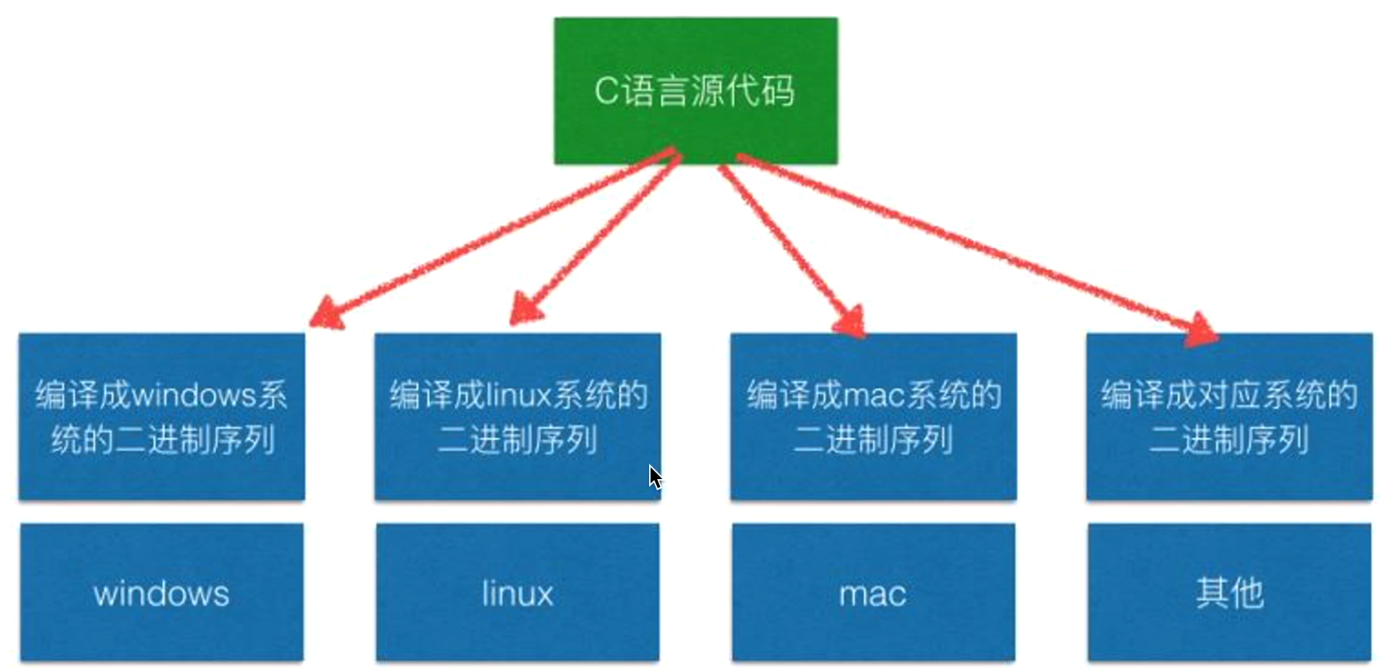 C语言源代码
编译成windows系
统的二进制序列
编译成linux系统的
二进制序列
编译成mac系统的
二进制序列
编译成对应系统的
二进制序列
windows
linux
mac
其他